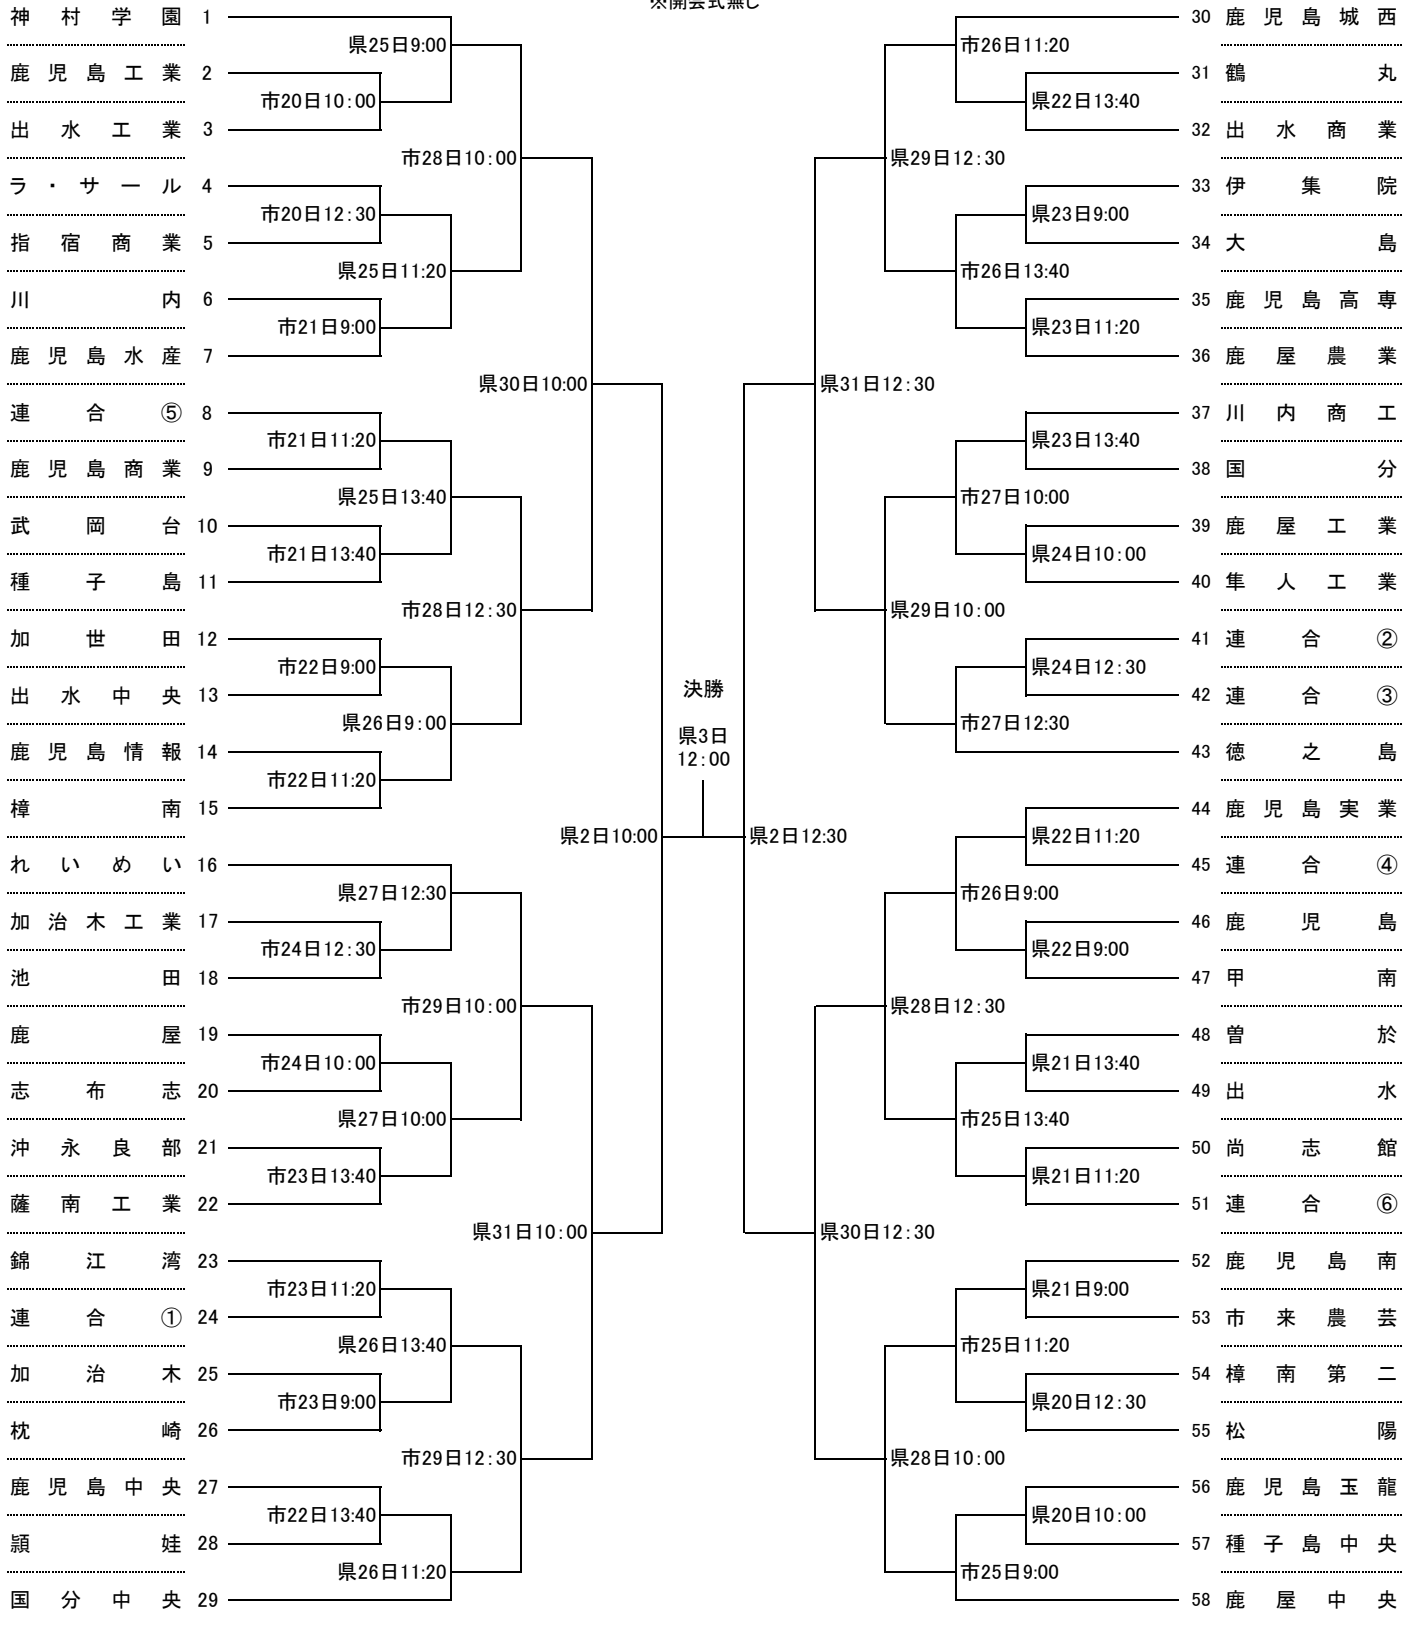 ※開会式無し
神村学園 1
県25日9:00
鹿児島工業 2
市20日10:00
出水工業 3
市28日10:00
ラ・サール 4
市20日12:30
指宿商業 5
県25日11:20
川内 6
市21日9:00
鹿児島水産 7
県30日10:00
連合⑤ 8
市21日11:20
鹿児島商業 9
県25日13:40
武岡台 10
市21日13:40
種子島 11
市28日12:30
加世田 12
市22日9:00
出水中央 13
県26日9:00
鹿児島情報 14
市22日11:20
樟南 15
県2日10:00
れいめい 16
県27日12:30
加治木工業 17
市24日12:30
池田 18
市29日10:00
鹿屋 19
市24日10:00
志布志 20
県27日10:00
沖永良部 21
市23日13:40
薩南工業 22
県31日10:00
錦江湾 23
市23日11:20
連合① 24
県26日13:40
加治木 25
市23日9:00
枕崎 26
市29日12:30
鹿児島中央 27
市22日13:40
頴娃 28
県26日11:20
国分中央 29
決勝
県3日
12:00
30 鹿児島城西
市26日11:20
31 鶴丸
県22日13:40
32 出水商業
県29日12:30
33 伊集院
県23日9:00
34 大島
市26日13:40
35 鹿児島高専
県23日11:20
36 鹿屋農業
県31日12:30
37 川内商工
県23日13:40
38 国分
市27日10:00
39 鹿屋工業
県24日10:00
40 隼人工業
県29日10:00
41 連合②
県24日12:30
42 連合③
市27日12:30
43 徳之島
44 鹿児島実業
県2日12:30
県22日11:20
45 連合④
市26日9:00
46 鹿児島
県22日9:00
47 甲南
県28日12:30
48 曽於
県21日13:40
49 出水
市25日13:40
50 尚志館
県21日11:20
51 連合⑥
県30日12:30
52 鹿児島南
県21日9:00
53 市来農芸
市25日11:20
54 樟南第二
県20日12:30
55 松陽
県28日10:00
56 鹿児島玉龍
県20日10:00
57 種子島中央
市25日9:00
58 鹿屋中央